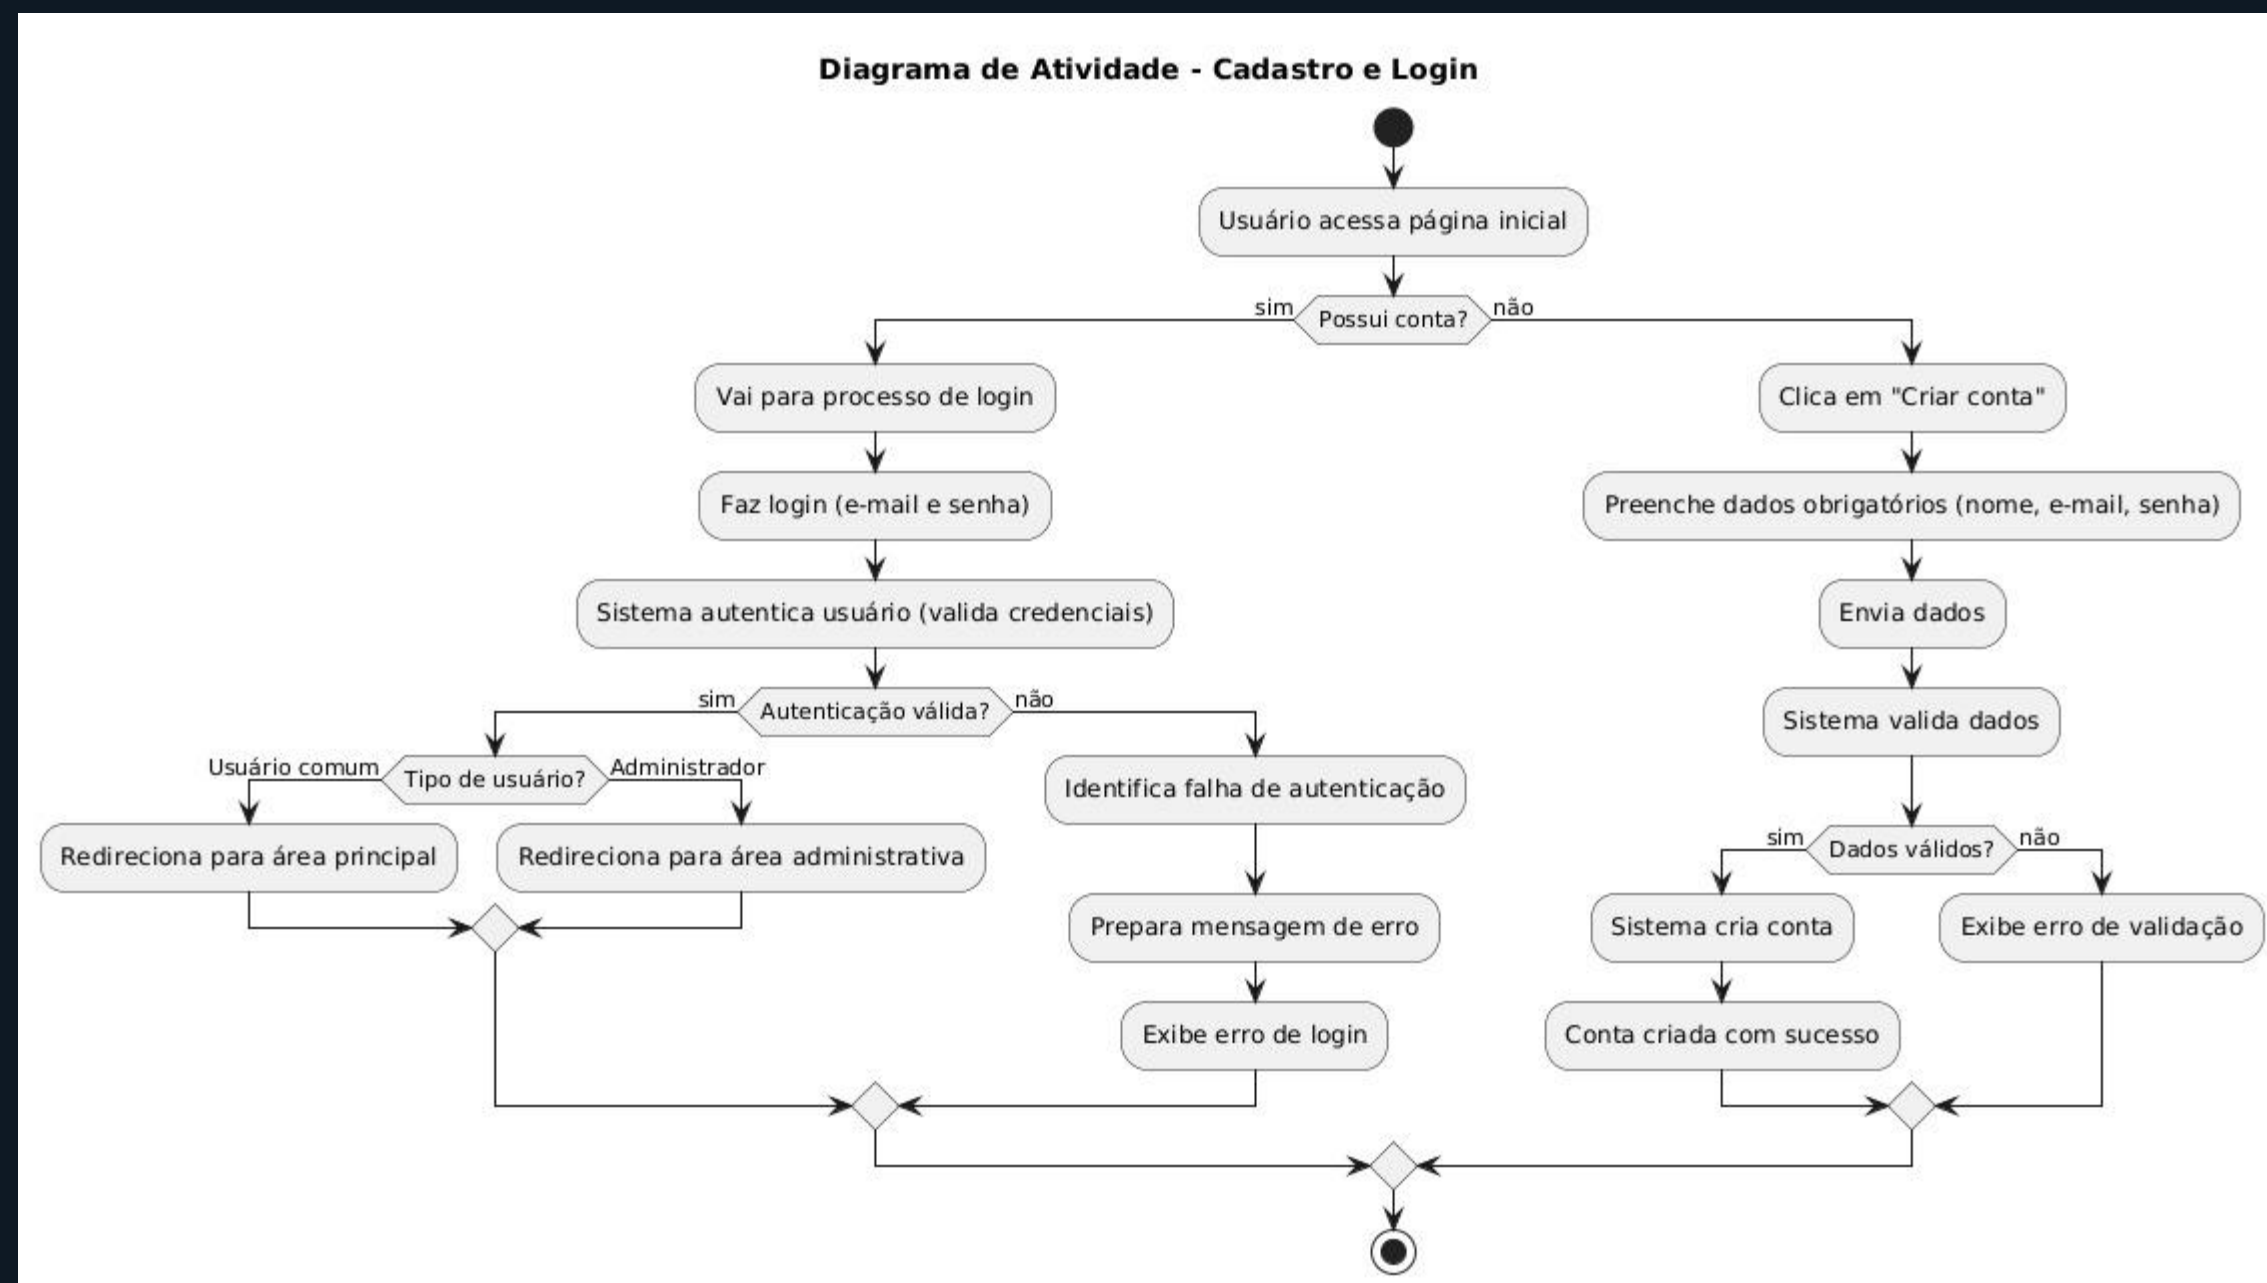 Diagrama de Atividade - Cadastro e Login
Usuário acessa página inicial
sim
Possui conta?
não
Vai para processo de login
Clica em "Criar conta"
Faz login (e-mail e senha)
Preenche dados obrigatórios (nome, e-mail, senha)
Sistema autentica usuário (valida credenciais)
Envia dados
sim
Autenticação válida?
não
Sistema valida dados
Usuário comum
Tipo de usuário?
Administrador
Identifica falha de autenticação
sim
Dados válidos?
não
Redireciona para área principal
Redireciona para área administrativa
Prepara mensagem de erro
Sistema cria conta
Exibe erro de validação
Exibe erro de login
Conta criada com sucesso